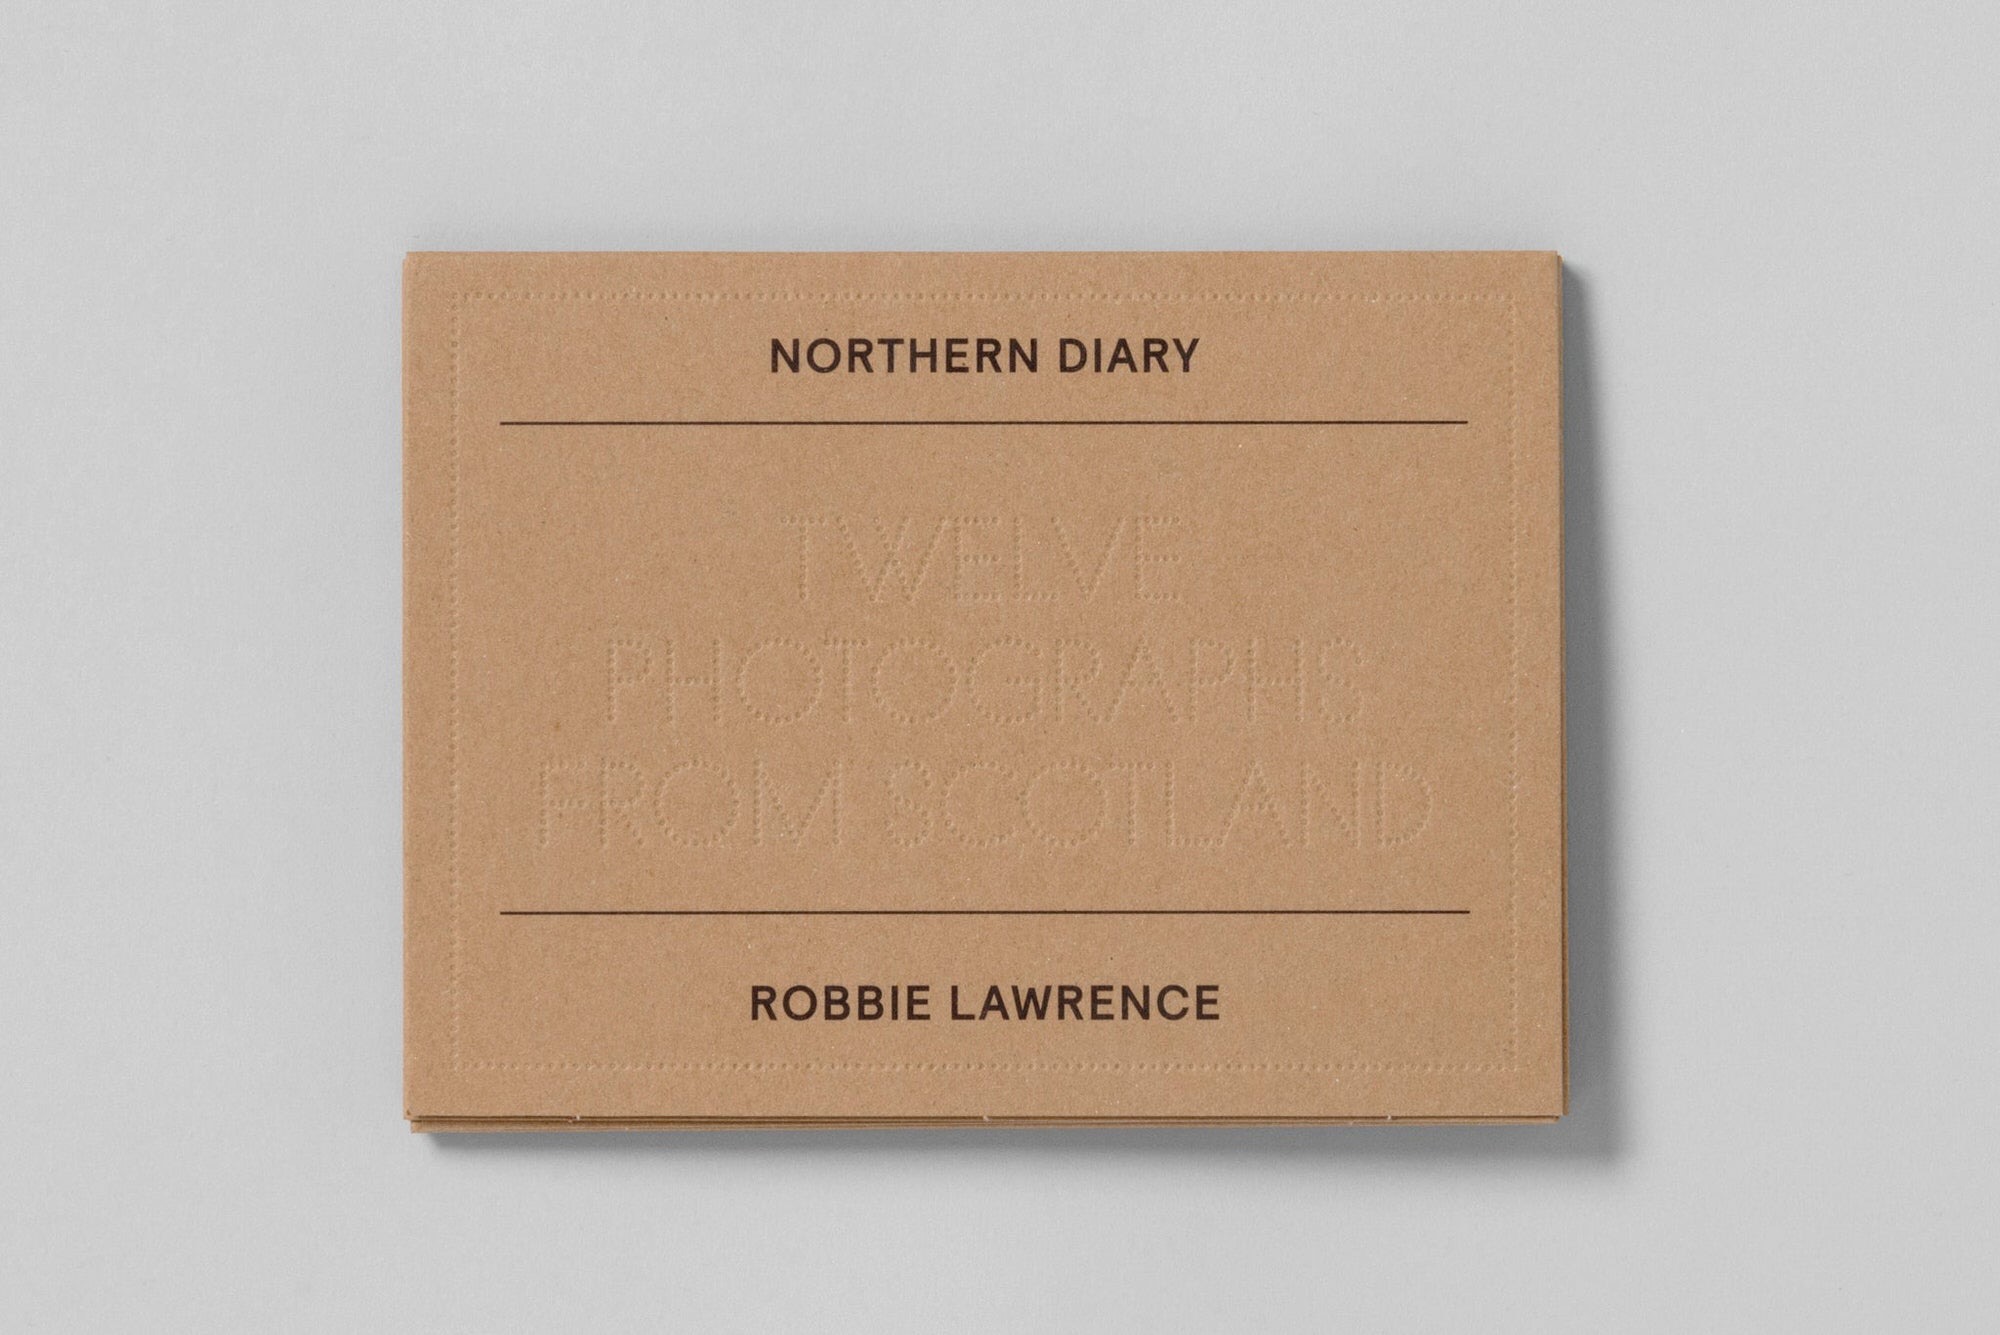 NORTHERN DIARY
TWELVE
PHOTOGRAPHS
FROM SCOTLAND
ROBBIE LAWRENCE